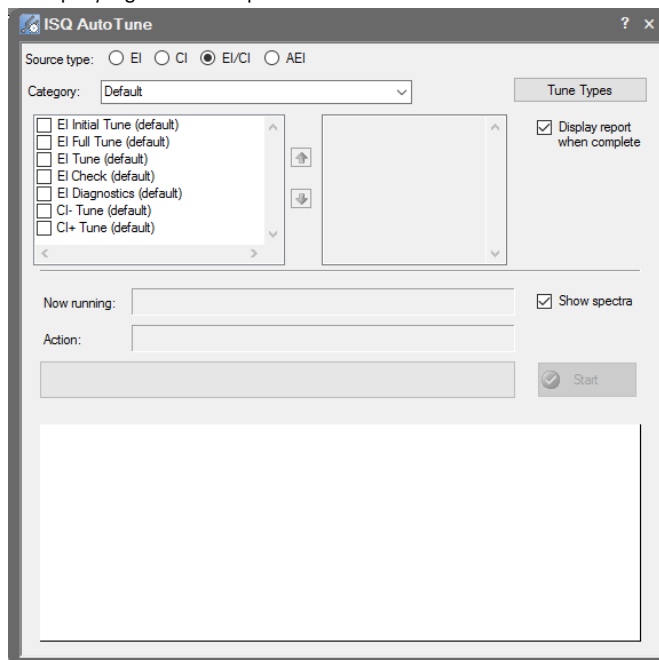 ISQ AutoTune ? ×
Source type: EI CI EI/CI AEI
Category: Default
Tune Types
EI Initial Tune (default)
EI Full Tune (default)
EI Tune (default)
EI Check (default)
EI Diagnostics (default)
CI- Tune (default)
CI+ Tune (default)
Display report
when complete
Now running:
Show spectra
Action:
Start